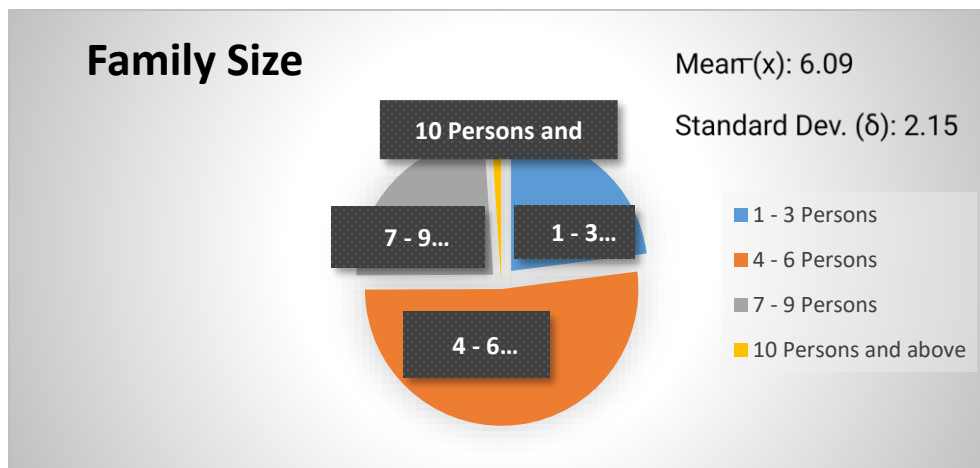 Family Size
Mean(x): 6.09
Standard Dev. (δ): 2.15
10 Persons and
7 - 9…
1 - 3…
4 - 6…
1 - 3 Persons
4 - 6 Persons
7 - 9 Persons
10 Persons and above